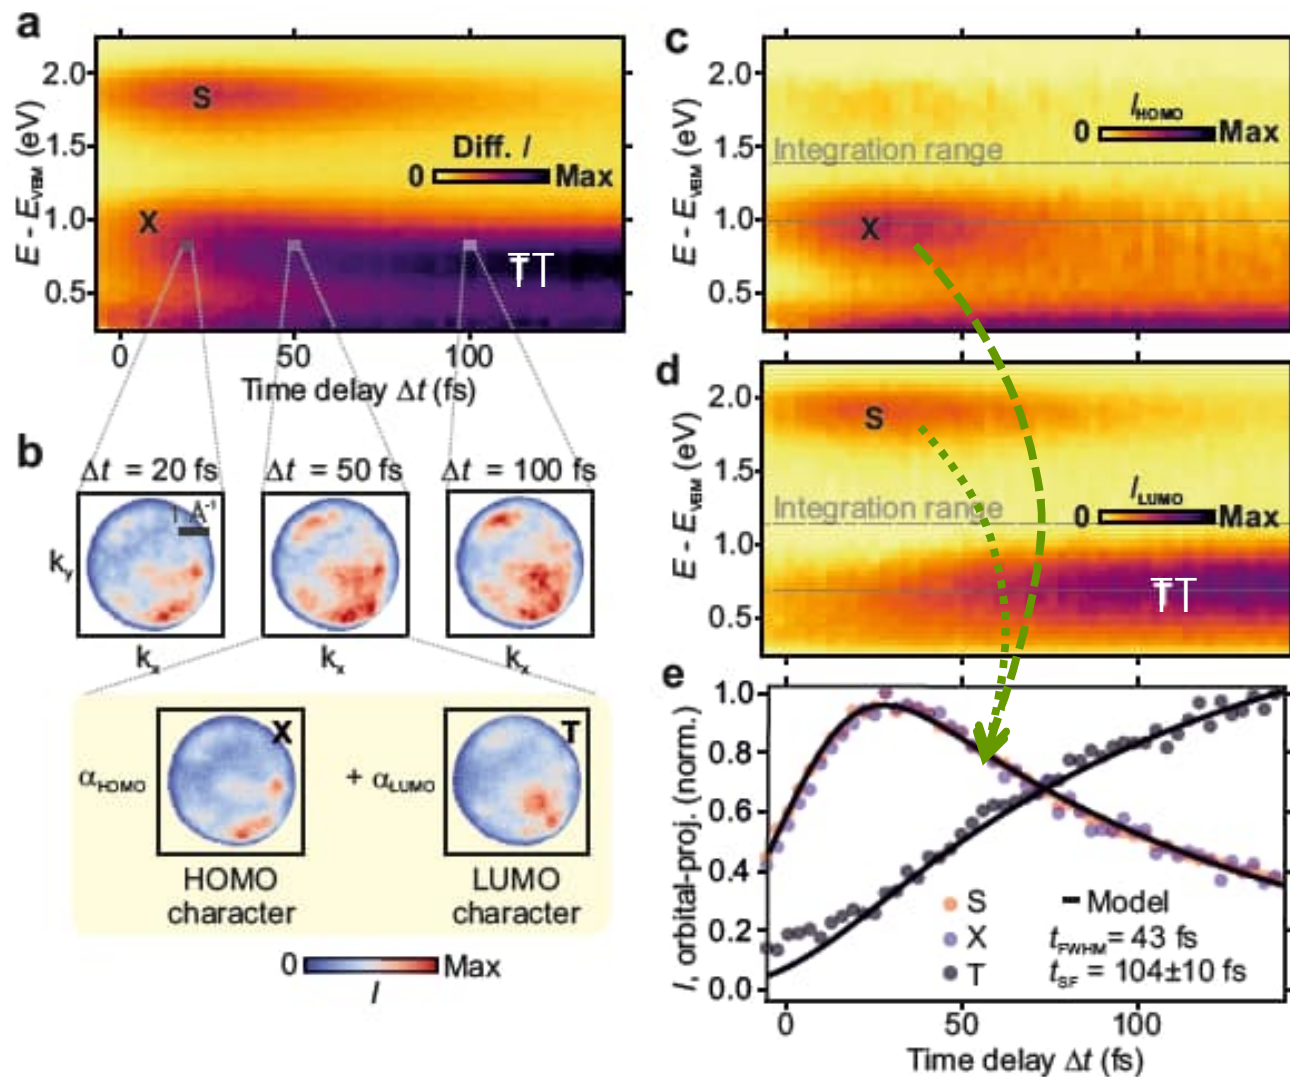 a
E - E_VBM (eV)
2.0
1.5
1.0
0.5
S
X
Diff. I
0 Max
TT
0 50 100
Time delay Δt (fs)
b
Δt = 20 fs Δt = 50 fs Δt = 100 fs
1 Å⁻¹
k_y
k_x k_x k_x
X T
α_HOMO + α_LUMO
HOMO
character
LUMO
character
0 Max
I
c
E - E_VBM (eV)
2.0
1.5
1.0
0.5
I_HOMO
0 Max
Integration range
X
d
E - E_VBM (eV)
2.0
1.5
1.0
0.5
S
I_LUMO
0 Max
Integration range
TT
e
I, orbital-proj. (norm.)
1.0
0.8
0.6
0.4
0.2
0.0
S
X
T
Model
t_FWHM = 43 fs
t_SF = 104±10 fs
0 50 100
Time delay Δt (fs)